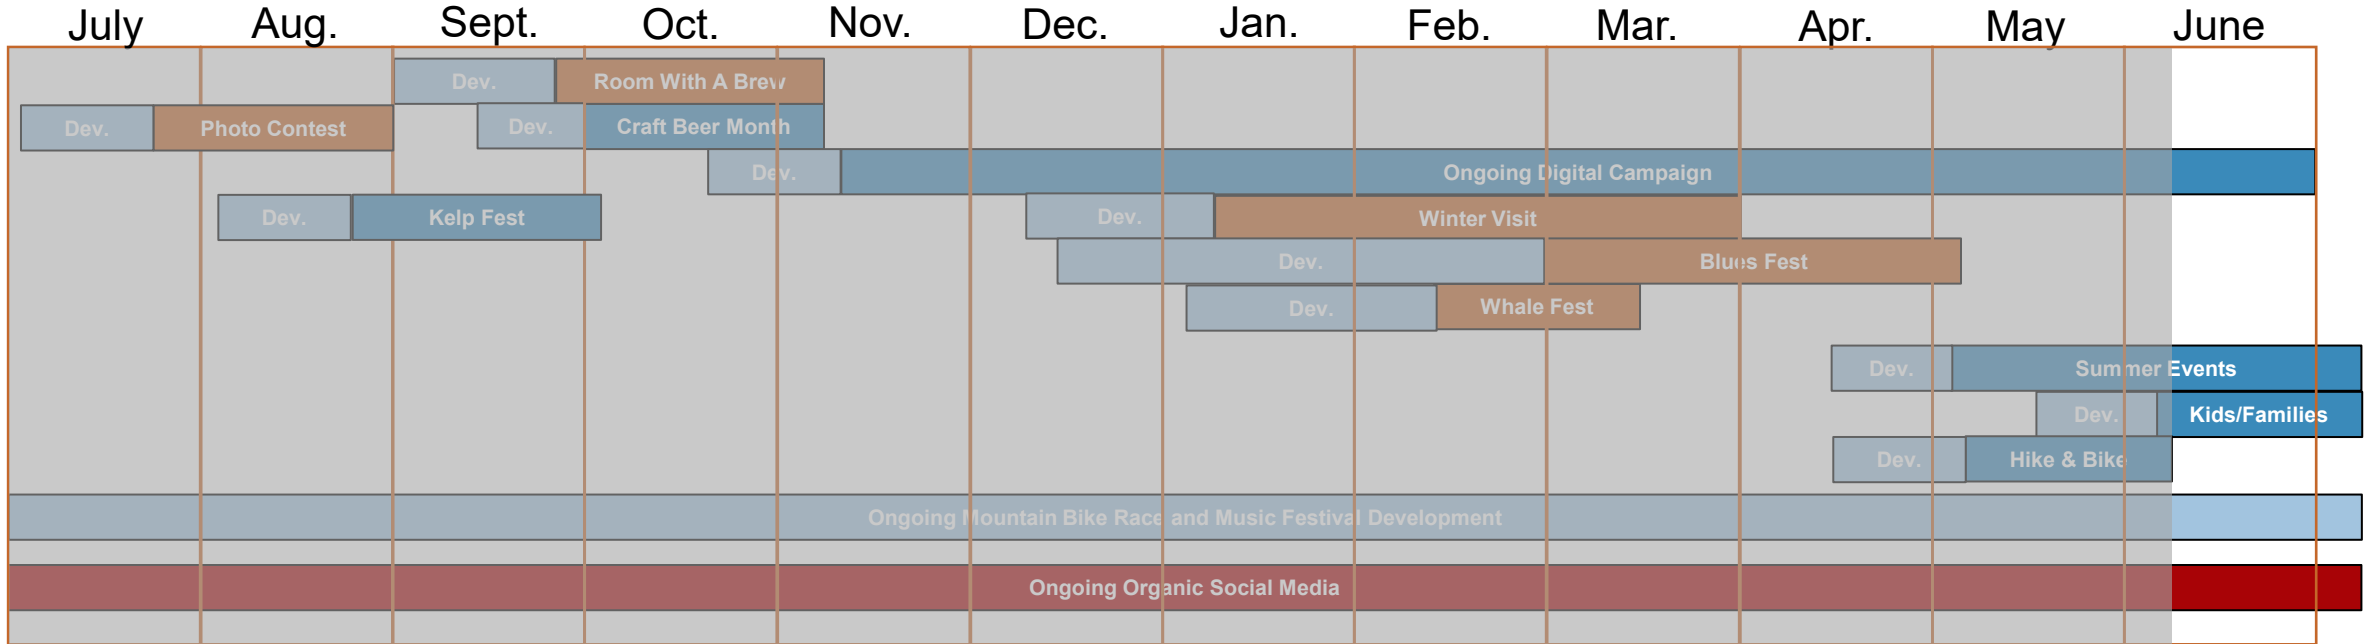 July Aug. Sept. Oct. Nov. Dec. Jan. Feb. Mar. Apr. May June
Dev. Room With A Brew
Dev. Photo Contest Dev. Craft Beer Month
Dev. Ongoing Digital Campaign
Dev. Kelp Fest Dev. Winter Visit
Dev. Blues Fest
Dev. Whale Fest
Dev. Summer Events
Dev. Kids/Families
Dev. Hike & Bike
Ongoing Mountain Bike Race and Music Festival Development
Ongoing Organic Social Media